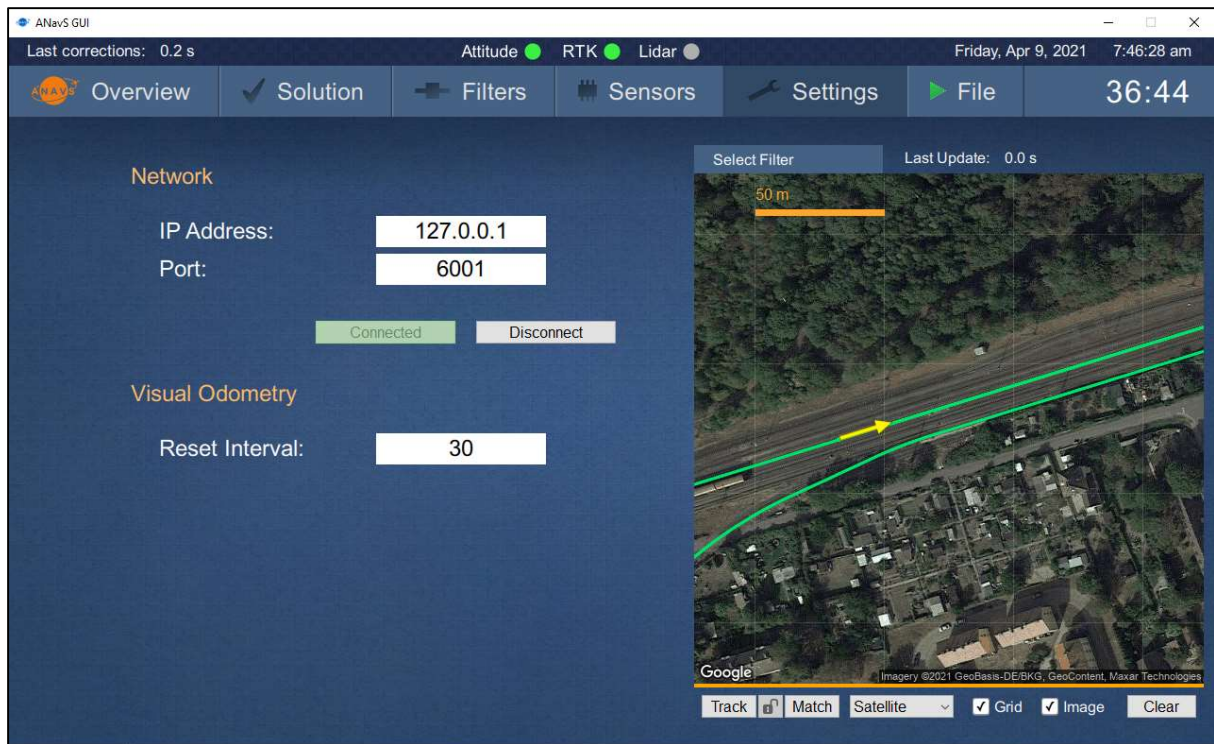 ANavS GUI
Last corrections: 0.2 s Attitude RTK Lidar Friday, Apr 9, 2021 7:46:28 am
ANAVS Overview Solution Filters Sensors Settings File 36:44
Select Filter Last Update: 0.0 s
Network
50 m
IP Address: 127.0.0.1
Port: 6001
Connected Disconnect
Visual Odometry
Reset Interval: 30
Google Imagery ©2021 GeoBasis-DE/BKG, GeoContent, Maxar Technologies
Track Match Satellite Grid Image Clear